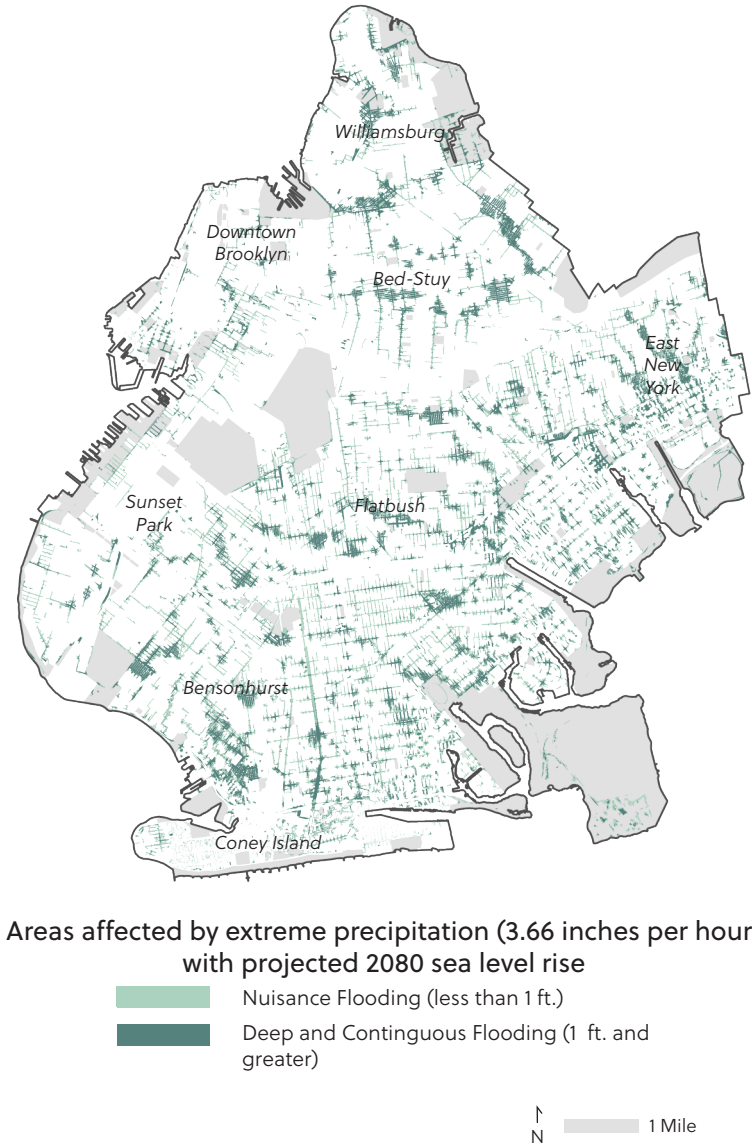 Williamsburg
Downtown
Brooklyn
Bed-Stuy
East
New
York
Sunset
Park
Flatbush
Bensonhurst
Coney Island
Areas affected by extreme precipitation (3.66 inches per hour
with projected 2080 sea level rise
Nuisance Flooding (less than 1 ft.)
Deep and Continguous Flooding (1 ft. and
greater)
N
1 Mile